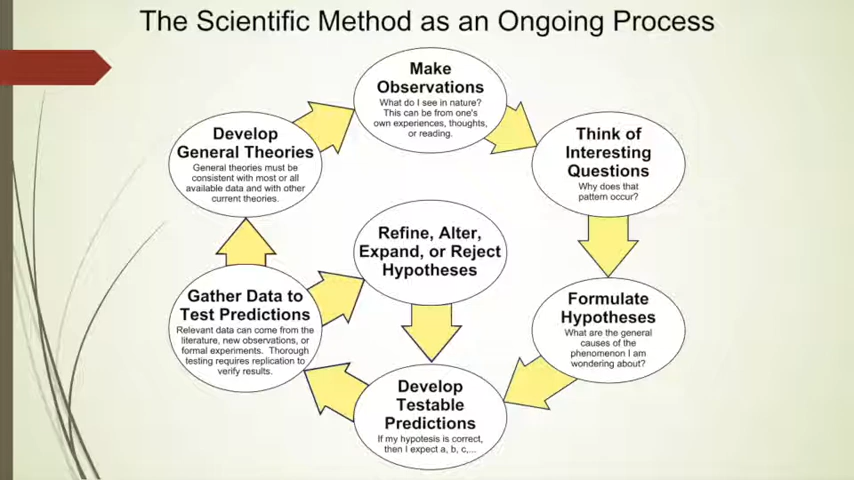 The Scientific Method as an Ongoing Process
Make
Observations
What do I see in nature?
This can be from one's
own experiences, thoughts,
or reading.
Think of
Interesting
Questions
Why does that
pattern occur?
Formulate
Hypotheses
What are the general
causes of the
phenomenon I am
wondering about?
Develop
Testable
Predictions
If my hypotesis is correct,
then I expect a, b, c,...
Gather Data to
Test Predictions
Relevant data can come from the
literature, new observations, or
formal experiments. Thorough
testing requires replication to
verify results.
Refine, Alter,
Expand, or Reject
Hypotheses
Develop
General Theories
General theories must be
consistent with most or all
available data and with other
current theories.